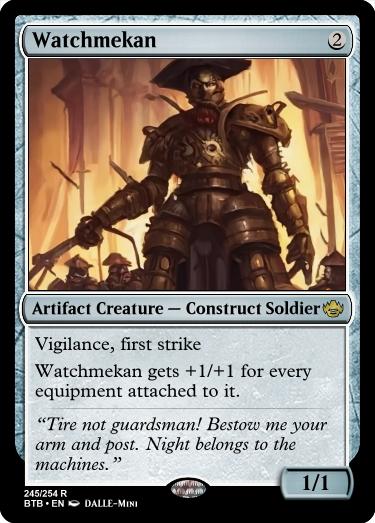 Watchmekan 2
Artifact Creature — Construct Soldier
Vigilance, first strike
Watchmekan gets +1/+1 for every
equipment attached to it.
“Tire not guardsman! Bestow me your
arm and post. Night belongs to the
machines.”
1/1
245/254 R
BTB • EN DALLE-Mini